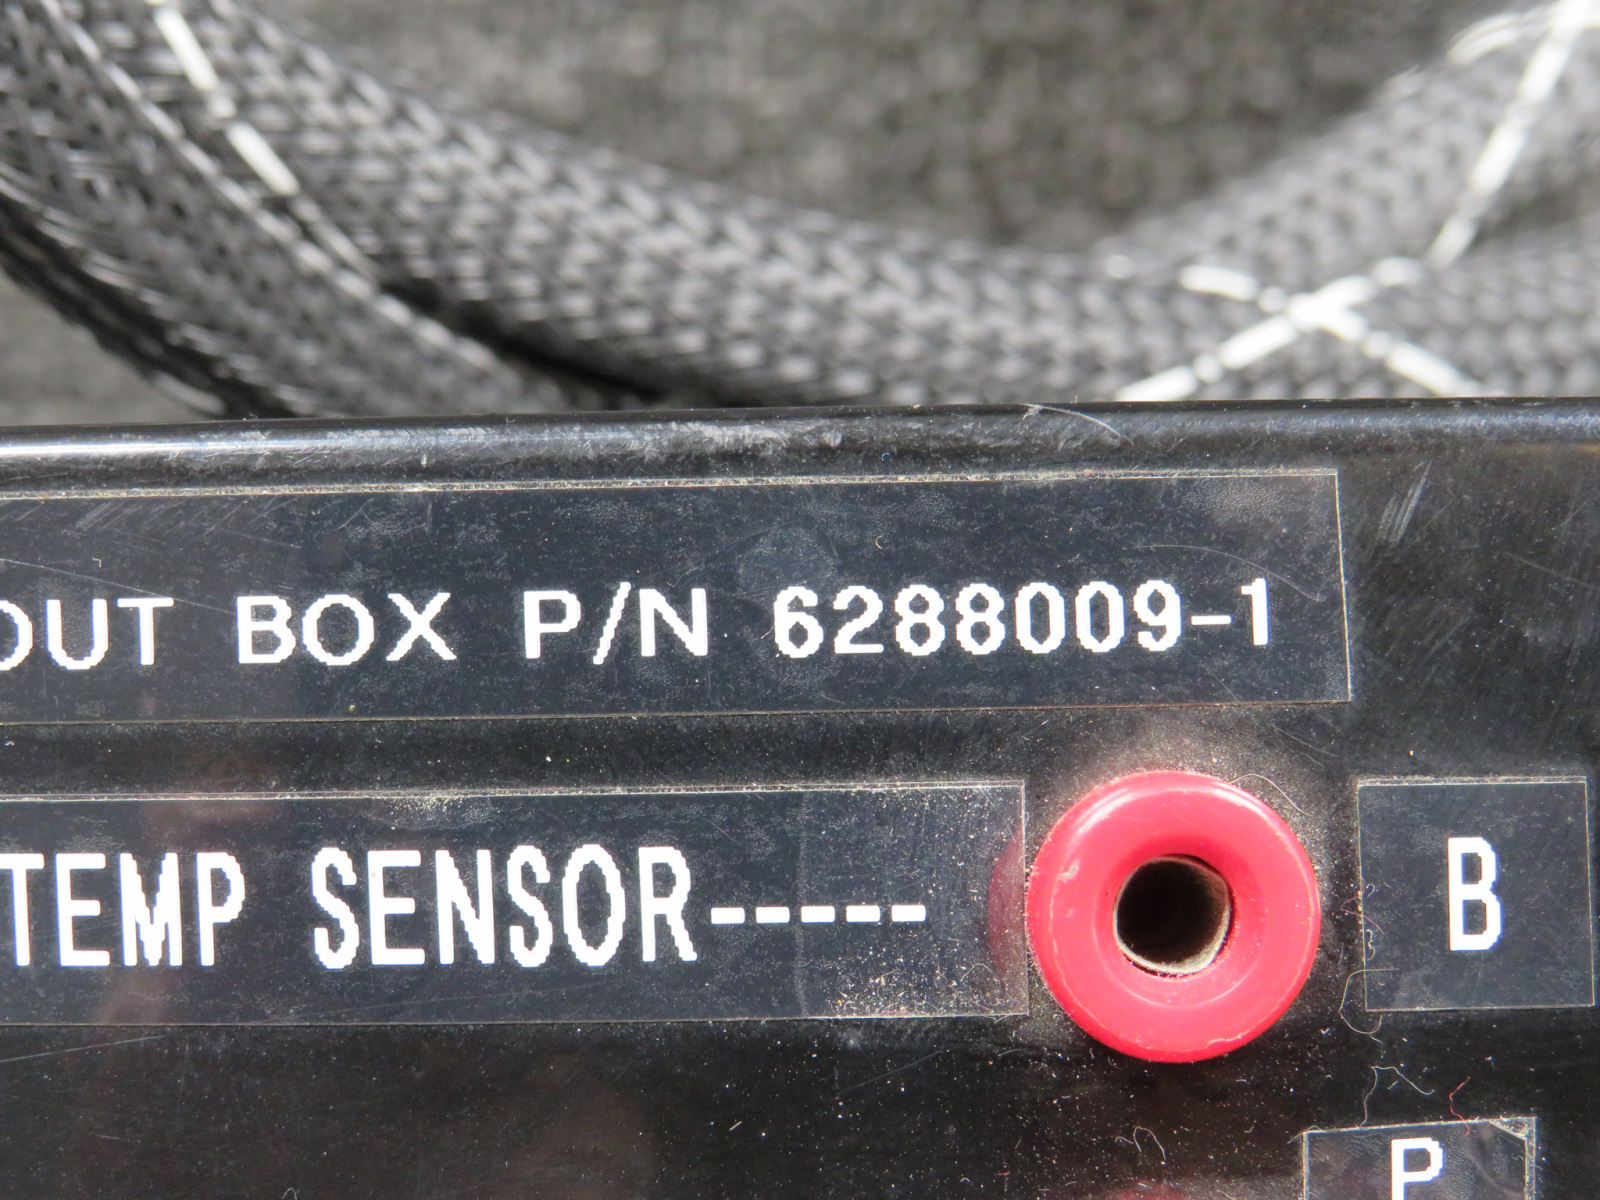 OUT BOX P/N 6288009-1
TEMP SENSOR----- B
P